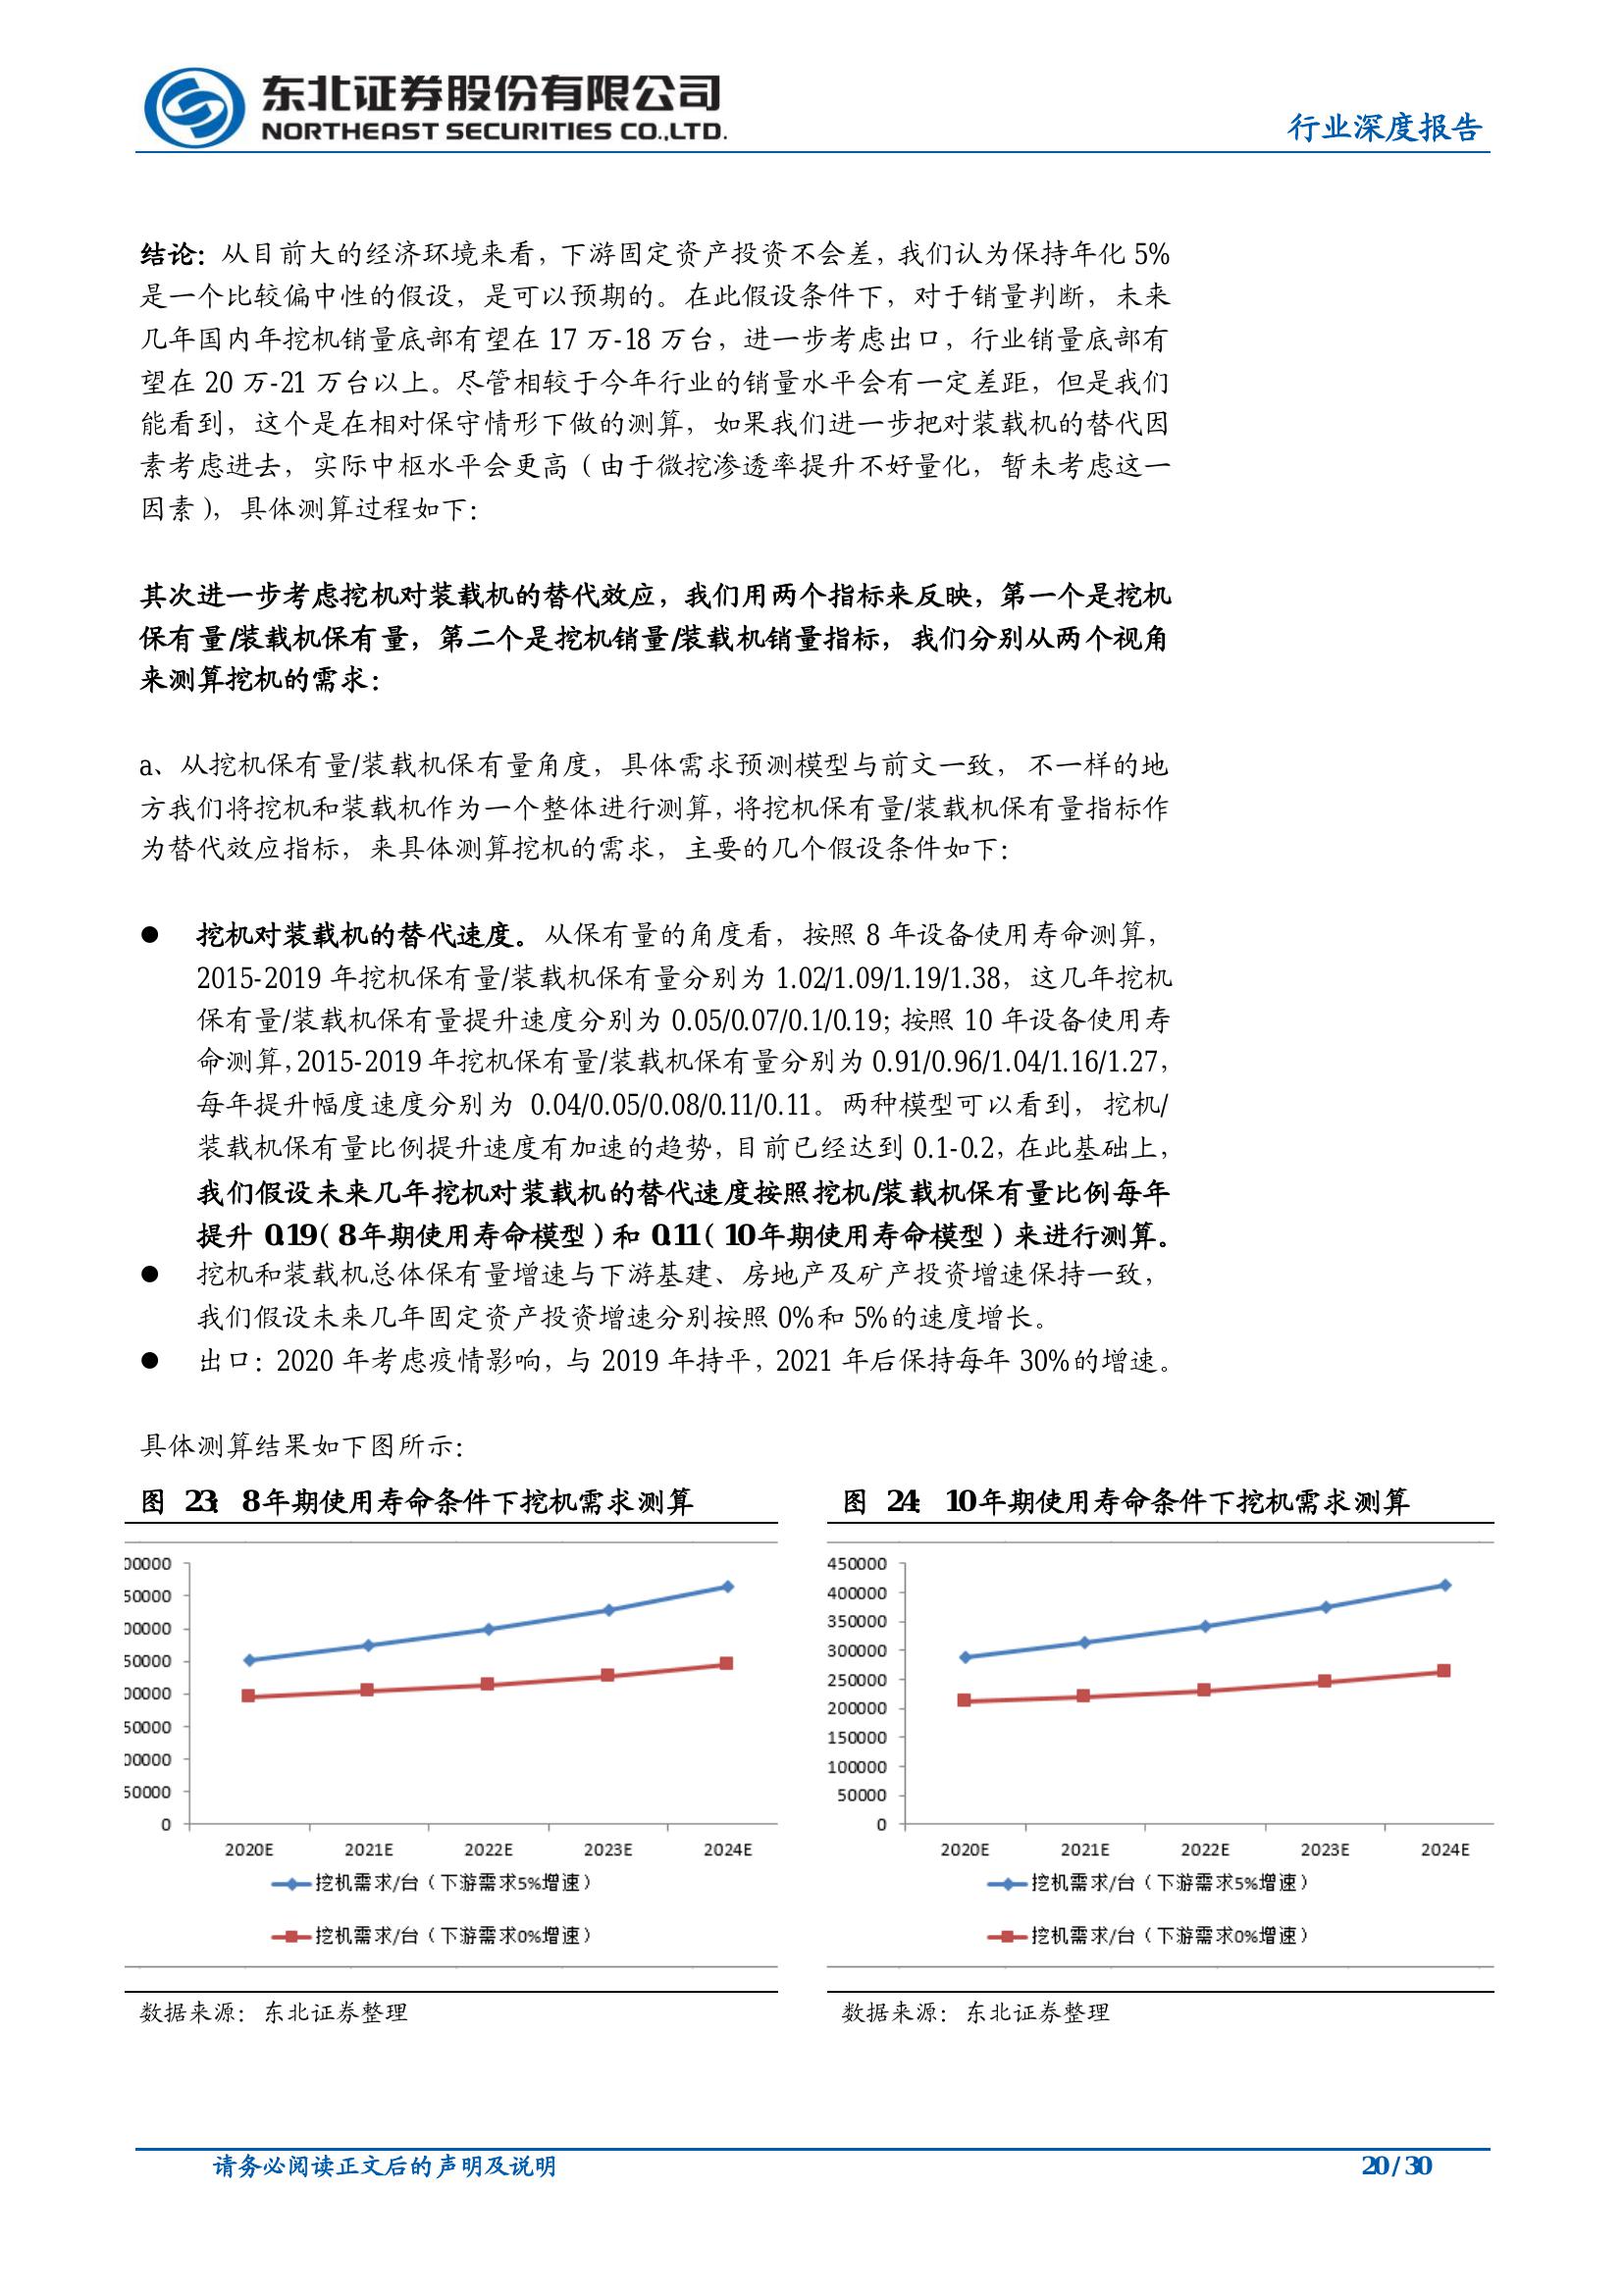 东北证券股份有限公司
NORTHEAST SECURITIES CO.,LTD.
行业深度报告
结论：从目前大的经济环境来看，下游固定资产投资不会差，我们认为保持年化 5%
是一个比较偏中性的假设，是可以预期的。在此假设条件下，对于销量判断，未来
几年国内年挖机销量底部有望在 17 万-18 万台，进一步考虑出口，行业销量底部有
望在 20 万-21 万台以上。尽管相较于今年行业的销量水平会有一定差距，但是我们
能看到，这个是在相对保守情形下做的测算，如果我们进一步把对装载机的替代因
素考虑进去，实际中枢水平会更高（由于微挖渗透率提升不好量化，暂未考虑这一
因素），具体测算过程如下：
其次进一步考虑挖机对装载机的替代效应，我们用两个指标来反映，第一个是挖机
保有量/装载机保有量，第二个是挖机销量/装载机销量指标，我们分别从两个视角
来测算挖机的需求：
a、从挖机保有量/装载机保有量角度，具体需求预测模型与前文一致，不一样的地
方我们将挖机和装载机作为一个整体进行测算，将挖机保有量/装载机保有量指标作
为替代效应指标，来具体测算挖机的需求，主要的几个假设条件如下：
● 挖机对装载机的替代速度。从保有量的角度看，按照 8 年设备使用寿命测算，
2015-2019 年挖机保有量/装载机保有量分别为 1.02/1.09/1.19/1.38，这几年挖机
保有量/装载机保有量提升速度分别为 0.05/0.07/0.1/0.19；按照 10 年设备使用寿
命测算，2015-2019 年挖机保有量/装载机保有量分别为 0.91/0.96/1.04/1.16/1.27，
每年提升幅度速度分别为 0.04/0.05/0.08/0.11/0.11。两种模型可以看到，挖机/
装载机保有量比例提升速度有加速的趋势，目前已经达到 0.1-0.2，在此基础上，
我们假设未来几年挖机对装载机的替代速度按照挖机/装载机保有量比例每年
提升 0.19（8 年期使用寿命模型）和 0.11（10 年期使用寿命模型）来进行测算。
● 挖机和装载机总体保有量增速与下游基建、房地产及矿产投资增速保持一致，
我们假设未来几年固定资产投资增速分别按照 0%和 5%的速度增长。
● 出口：2020 年考虑疫情影响，与 2019 年持平，2021 年后保持每年 30%的增速。
具体测算结果如下图所示：
图 23：8 年期使用寿命条件下挖机需求测算
00000
50000
00000
50000
00000
50000
00000
50000
0
2020E 2021E 2022E 2023E 2024E
挖机需求/台（下游需求5%增速）
挖机需求/台（下游需求0%增速）
数据来源：东北证券整理
图 24：10 年期使用寿命条件下挖机需求测算
450000
400000
350000
300000
250000
200000
150000
100000
50000
0
2020E 2021E 2022E 2023E 2024E
挖机需求/台（下游需求5%增速）
挖机需求/台（下游需求0%增速）
数据来源：东北证券整理
请务必阅读正文后的声明及说明
20 / 30